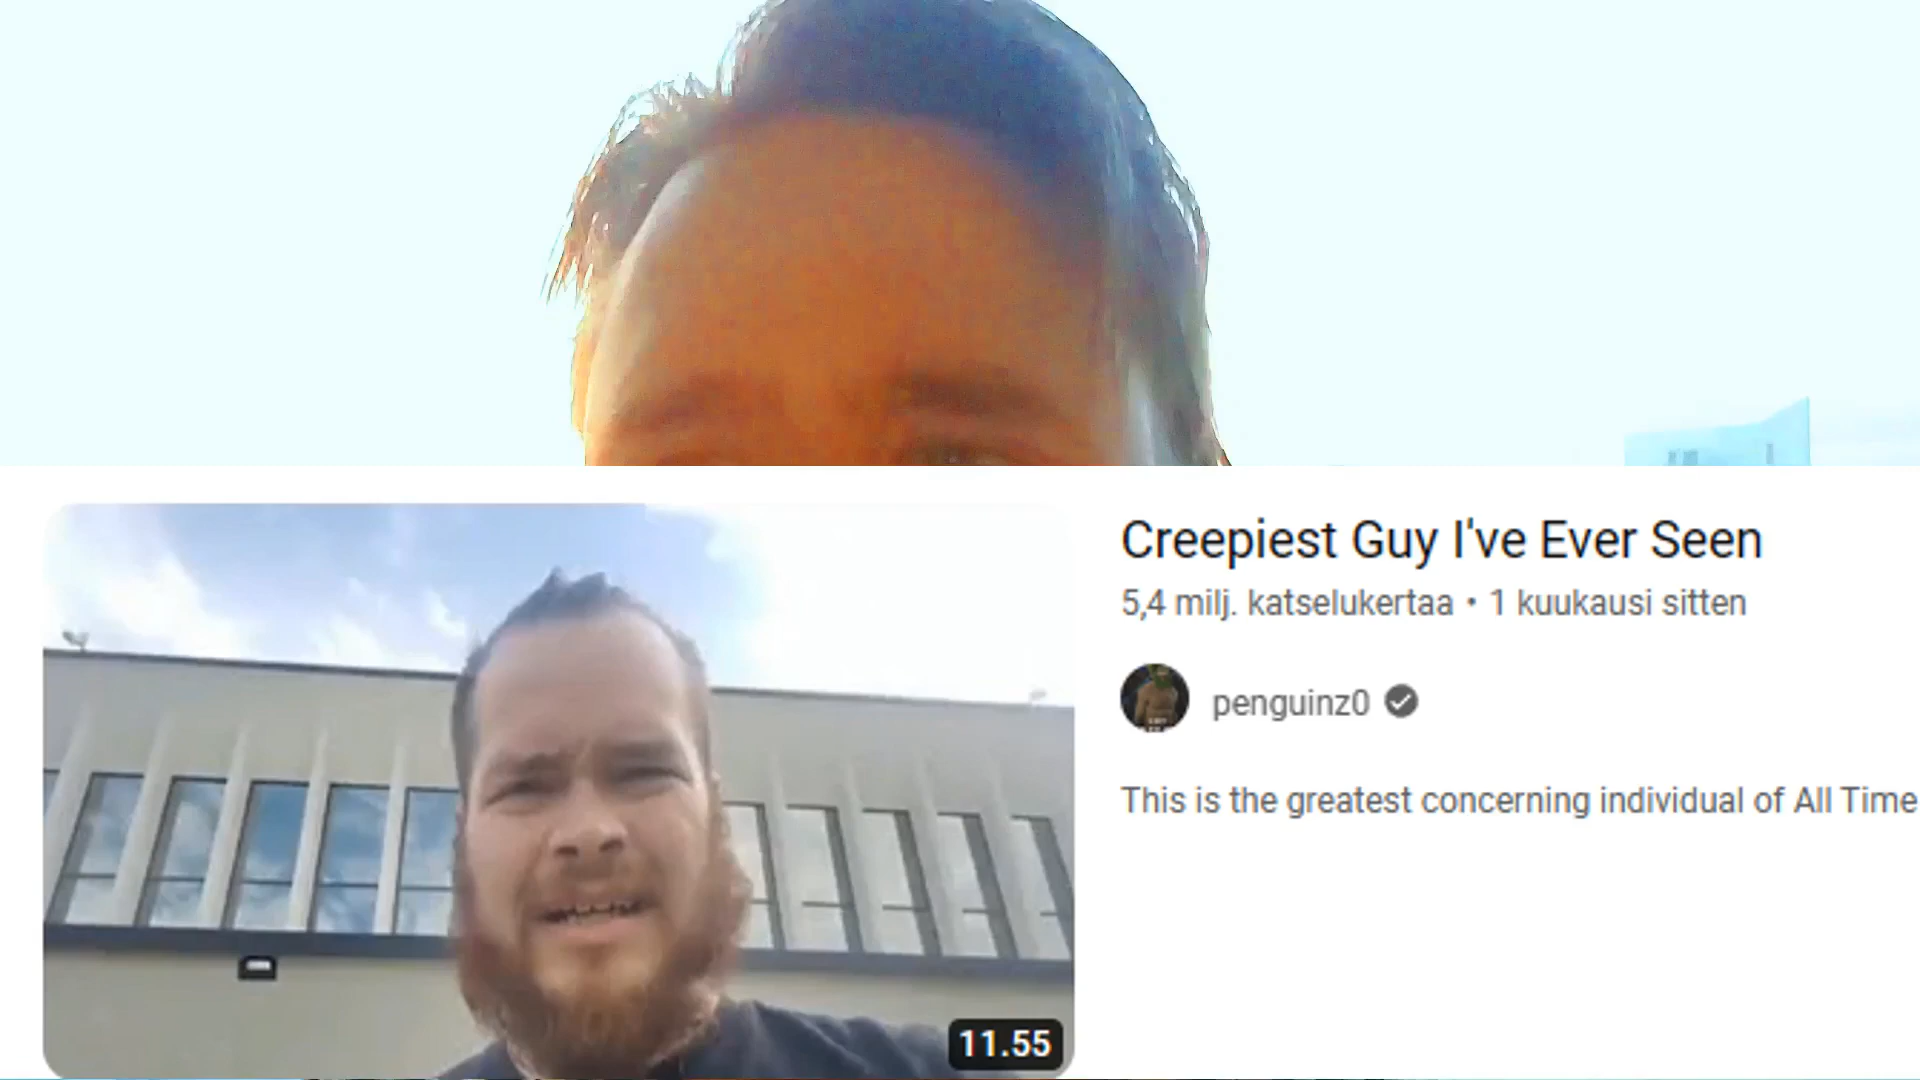 Creepiest Guy I've Ever Seen
5,4 milj. katselukertaa • 1 kuukausi sitten
penguinz0
This is the greatest concerning individual of All Time
11.55